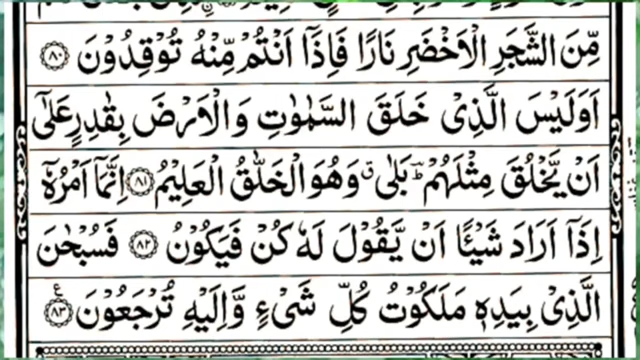 مِّنَ الشَّجَرِ الْاَخْضَرِ نَارًا فَاِذَاۤ اَنْتُمْ مِّنْهُ تُوْقِدُوْنَ ﴿٨٠﴾
اَوَلَيْسَ الَّذِيْ خَلَقَ السَّمٰوٰتِ وَالْاَرْضَ بِقٰدِرٍ عَلٰۤى
اَنْ يَّخْلُقَ مِثْلَهُمْ ؕ بَلٰى ۗ وَهُوَ الْخَلّٰقُ الْعَلِيْمُ ﴿٨١﴾ اِنَّمَاۤ اَمْرُهٗۤ
اِذَاۤ اَرَادَ شَيْـًٔا اَنْ يَّقُوْلَ لَهٗ كُنْ فَيَكُوْنُ ﴿٨٢﴾ فَسُبْحٰنَ
الَّذِيْ بِيَدِهٖ مَلَكُوْتُ كُلِّ شَيْءٍ وَّاِلَيْهِ تُرْجَعُوْنَ ﴿٨٣﴾ ع